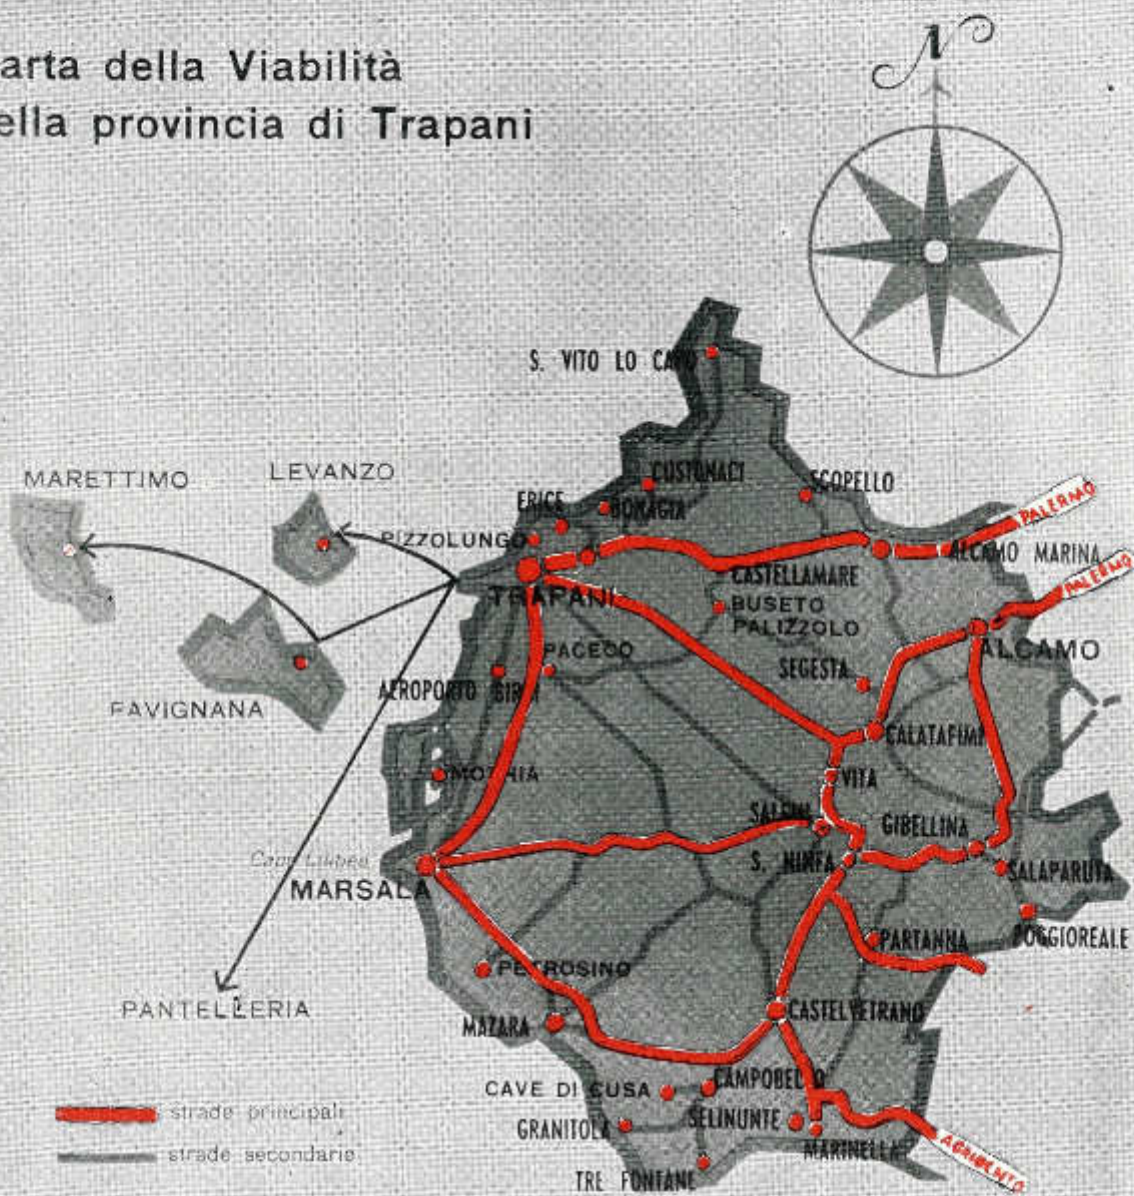 arta della Viabilità
ella provincia di Trapani
N
S. VITO LO CAPO
MARETTIMO
LEVANZO
CUSTONACI
SCOPELLO
ERICE
BONAGIA
PALERMO
PIZZOLUNGO
ALCAMO MARINA
CASTELLAMARE
PALERMO
TRAPANI
BUSETO
PALIZZOLO
PACECO
ALCAMO
SEGESTA
AEROPORTO BIRGI
FAVIGNANA
CALATAFIMI
MOTHIA
VITA
SALEMI
GIBELLINA
Capo Lilibeo
S. NINFA
SALAPARUTA
MARSALA
PARTANNA
POGGIOREALE
PETROSINO
PANTELLERIA
CASTELVETRANO
MAZARA
CAMPOBELLO
CAVE DI CUSA
strade principali
SELINUNTE
GRANITOLA
MARINELLA
strade secondarie
AGRIGENTO
TRE FONTANE